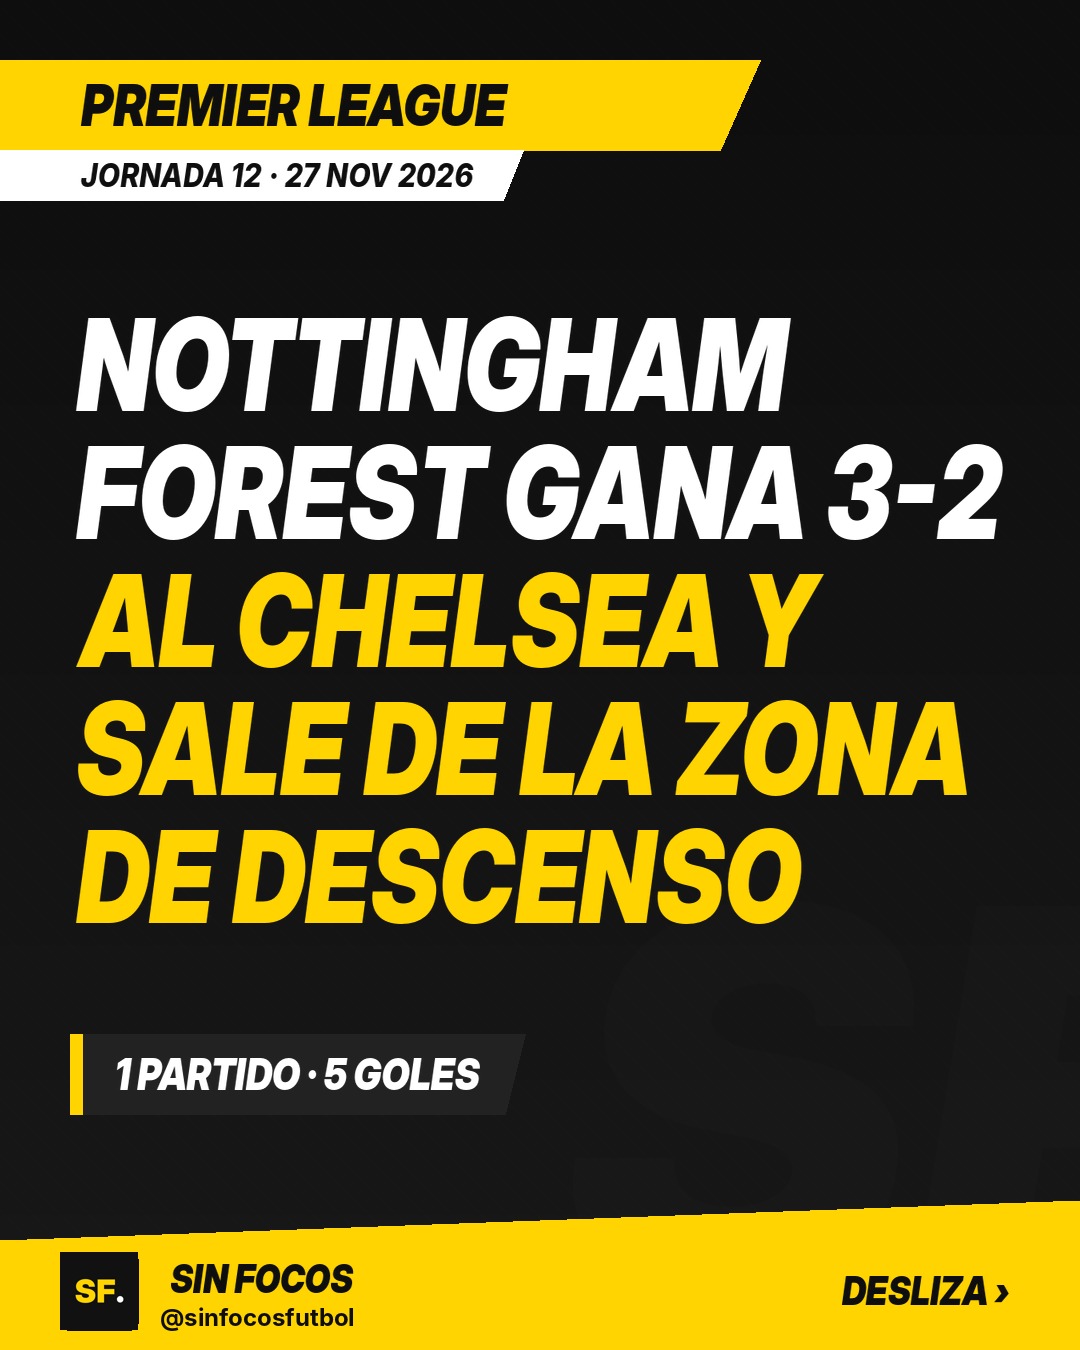 PREMIER LEAGUE
JORNADA 12 · 27 NOV 2026
NOTTINGHAM
FOREST GANA 3-2
AL CHELSEA Y
SALE DE LA ZONA
DE DESCENSO
1 PARTIDO · 5 GOLES
SF.
SIN FOCOS
@sinfocosfutbol
DESLIZA ›